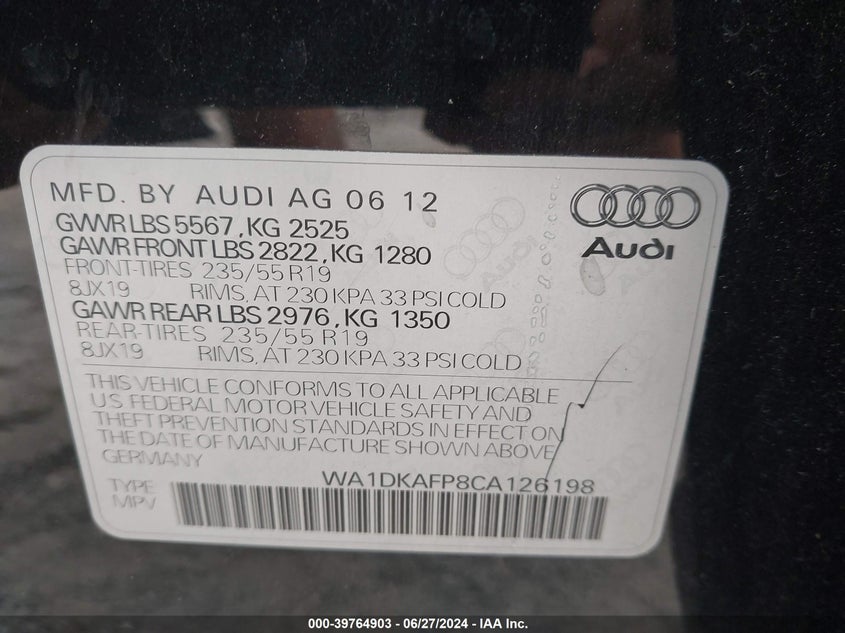 MFD. BY AUDI AG 06 12
GVWR LBS 5567, KG 2525
GAWR FRONT LBS 2822, KG 1280
FRONT-TIRES 235/55 R19
8JX19 RIMS, AT 230 KPA 33 PSI COLD
GAWR REAR LBS 2976, KG 1350
REAR-TIRES 235/55 R19
8JX19 RIMS, AT 230 KPA 33 PSI COLD
Audi
THIS VEHICLE CONFORMS TO ALL APPLICABLE
U.S. FEDERAL MOTOR VEHICLE SAFETY AND
THEFT PREVENTION STANDARDS IN EFFECT ON
THE DATE OF MANUFACTURE SHOWN ABOVE
GERMANY
WA1DKAFP8CA126198
TYPE
MPV
000-39764903 - 06/27/2024 - IAA Inc.